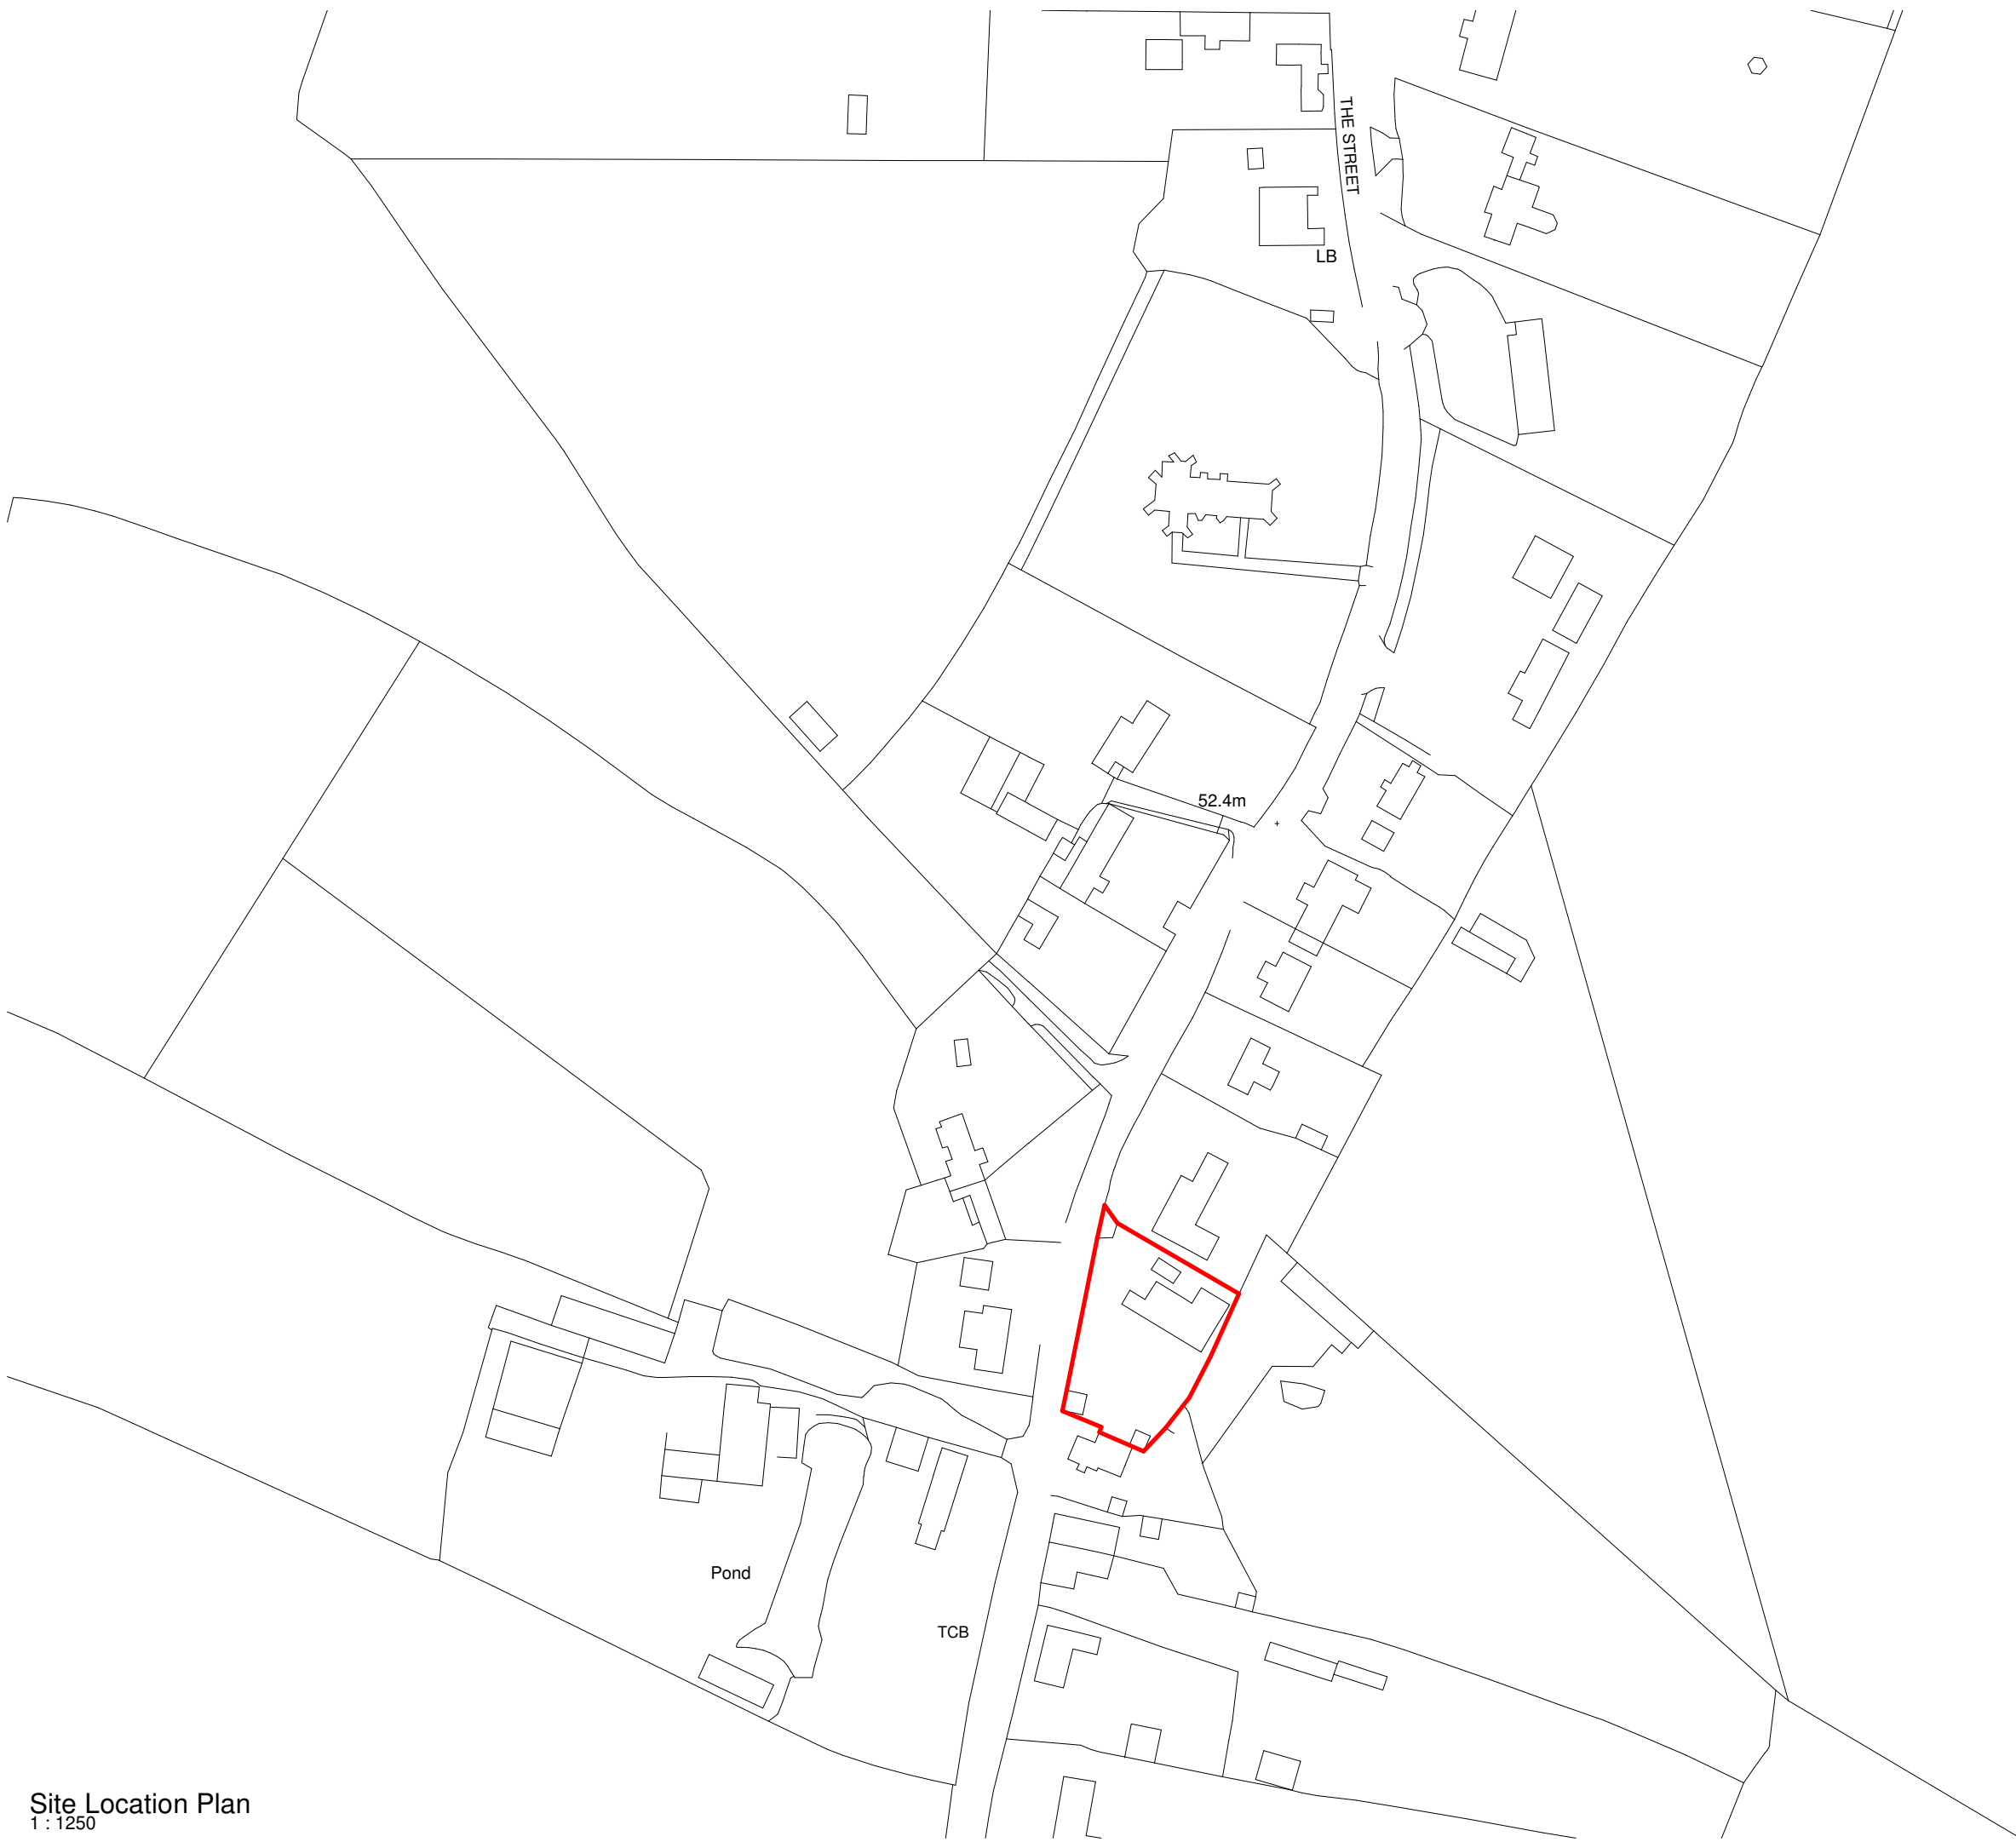 THE STREET
LB
52.4m
Pond
TCB
Site Location Plan
1 : 1250